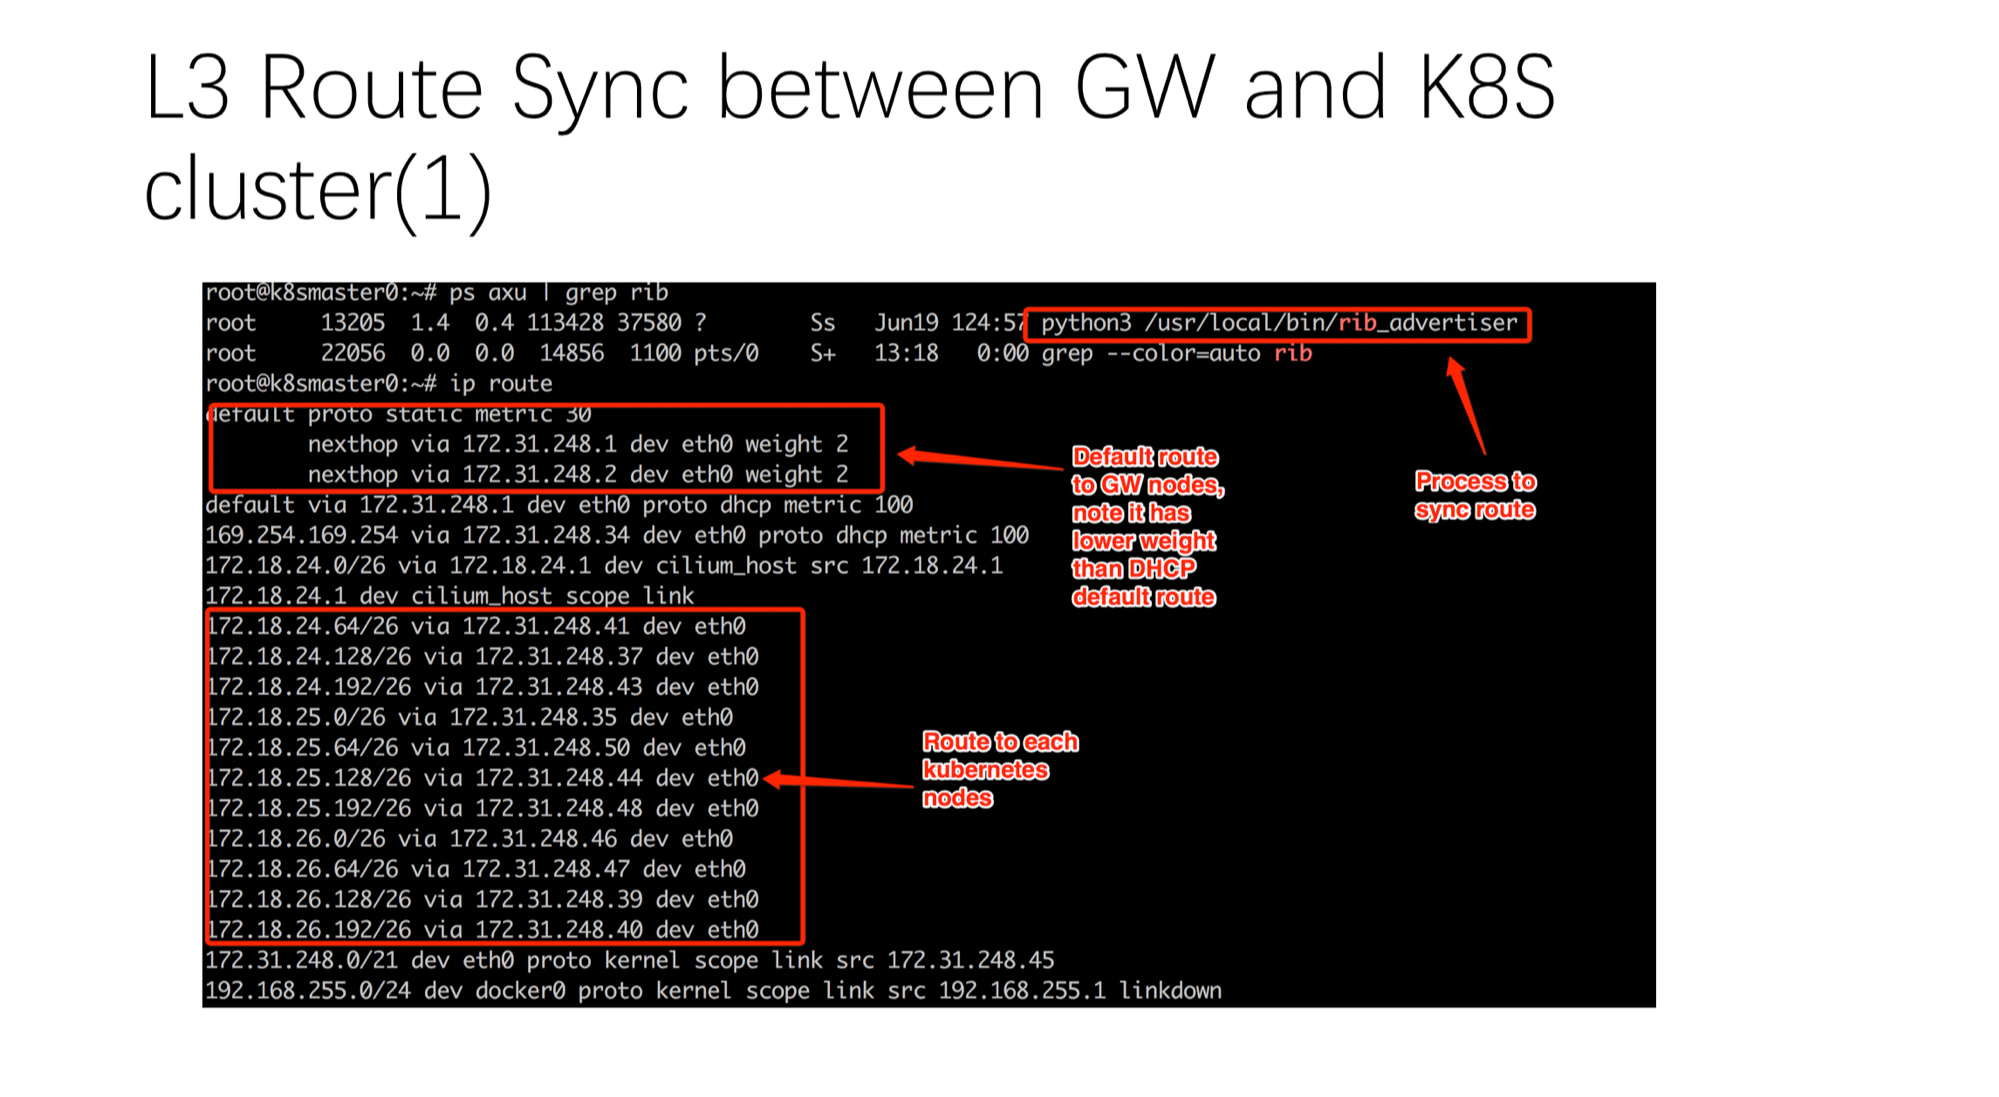 L3 Route Sync between GW and K8S
cluster(1)
root@k8smaster0:~# ps axu | grep rib
root     13205  1.4  0.4 113428 37580 ?        Ss   Jun19 124:57 python3 /usr/local/bin/rib_advertiser
root     22056  0.0  0.0  14856  1100 pts/0    S+   13:18   0:00 grep --color=auto rib
root@k8smaster0:~# ip route
default proto static metric 30
        nexthop via 172.31.248.1 dev eth0 weight 2
        nexthop via 172.31.248.2 dev eth0 weight 2
default via 172.31.248.1 dev eth0 proto dhcp metric 100
169.254.169.254 via 172.31.248.34 dev eth0 proto dhcp metric 100
172.18.24.0/26 via 172.18.24.1 dev cilium_host src 172.18.24.1
172.18.24.1 dev cilium_host scope link
172.18.24.64/26 via 172.31.248.41 dev eth0
172.18.24.128/26 via 172.31.248.37 dev eth0
172.18.24.192/26 via 172.31.248.43 dev eth0
172.18.25.0/26 via 172.31.248.35 dev eth0
172.18.25.64/26 via 172.31.248.50 dev eth0
172.18.25.128/26 via 172.31.248.44 dev eth0
172.18.25.192/26 via 172.31.248.48 dev eth0
172.18.26.0/26 via 172.31.248.46 dev eth0
172.18.26.64/26 via 172.31.248.47 dev eth0
172.18.26.128/26 via 172.31.248.39 dev eth0
172.18.26.192/26 via 172.31.248.40 dev eth0
172.31.248.0/21 dev eth0 proto kernel scope link src 172.31.248.45
192.168.255.0/24 dev docker0 proto kernel scope link src 192.168.255.1 linkdown
Default route
to GW nodes,
note it has
lower weight
than DHCP
default route
Process to
sync route
Route to each
kubernetes
nodes